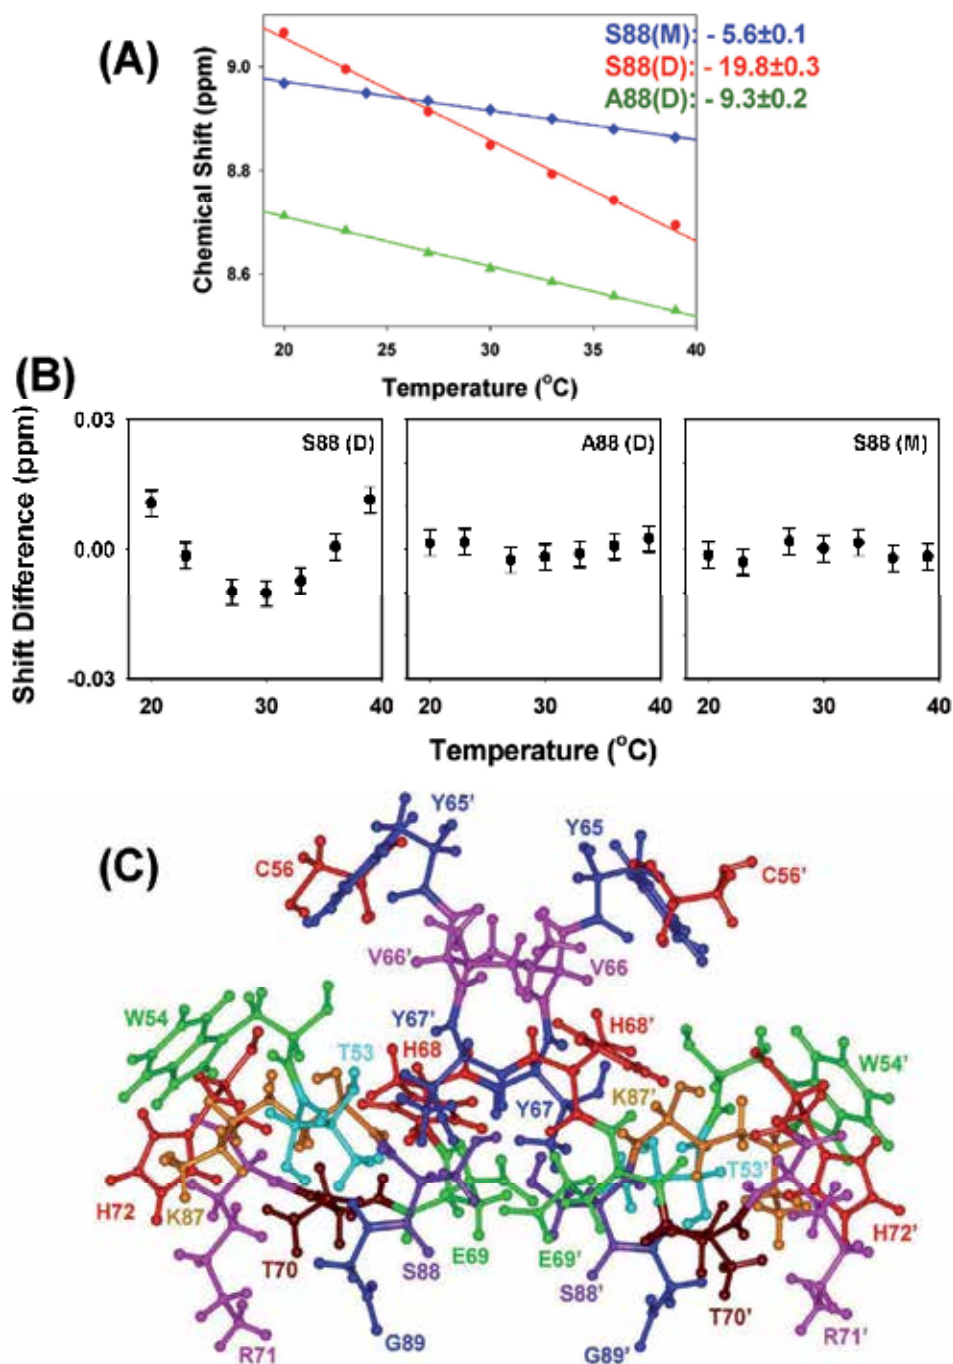 (A)
S88(M): - 5.6±0.1
S88(D): - 19.8±0.3
A88(D): - 9.3±0.2
Chemical Shift (ppm)
9.0
8.8
8.6
20 25 30 35 40
Temperature (°C)
(B)
Shift Difference (ppm)
0.03
0.00
-0.03
S88 (D)
A88 (D)
S88 (M)
20 30 40
20 30 40
20 30 40
Temperature (°C)
(C)
Y65' Y65
C56 C56'
V66' V66
W54 Y67' H68' W54'
T53 H68 K87'
Y67
T53'
H72 K87 H72'
T70 S88 E69 E69' S88' T70'
R71 G89 G89' R71'